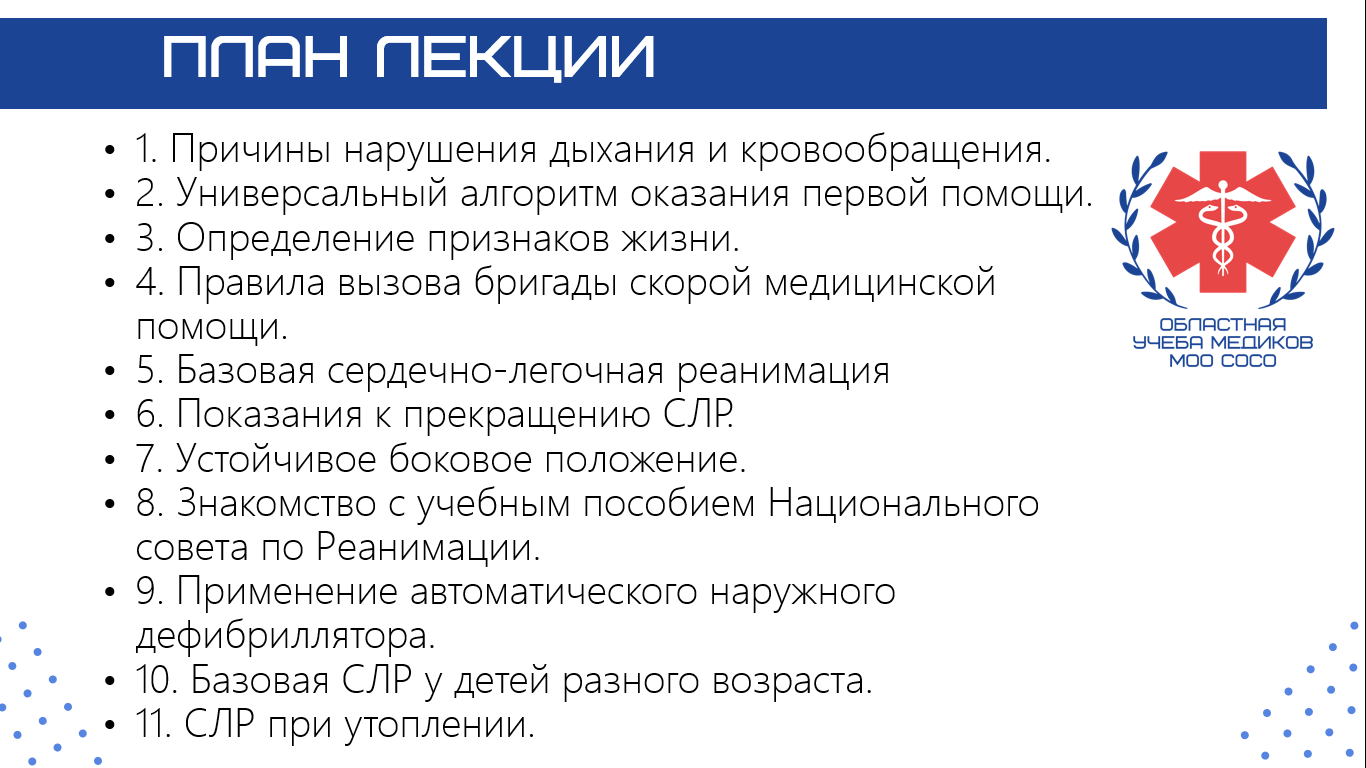 ПЛАН ЛЕКЦИИ
• 1. Причины нарушения дыхания и кровообращения.
• 2. Универсальный алгоритм оказания первой помощи.
• 3. Определение признаков жизни.
• 4. Правила вызова бригады скорой медицинской
помощи.
• 5. Базовая сердечно-легочная реанимация
• 6. Показания к прекращению СЛР.
• 7. Устойчивое боковое положение.
• 8. Знакомство с учебным пособием Национального
совета по Реанимации.
• 9. Применение автоматического наружного
дефибриллятора.
• 10. Базовая СЛР у детей разного возраста.
• 11. СЛР при утоплении.
ОБЛАСТНАЯ
УЧЕБА МЕДИКОВ
МОО СОСО